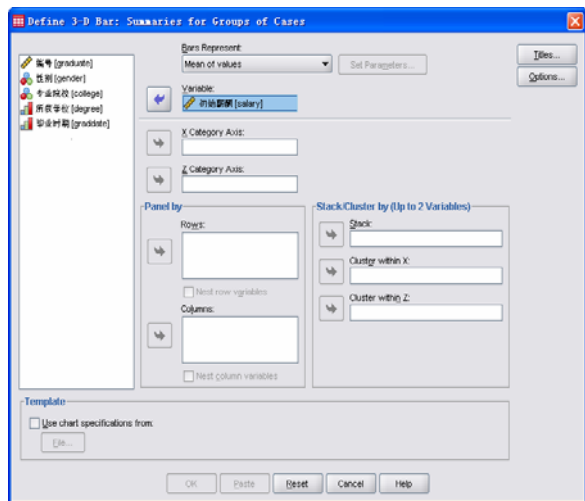 Define 3-D Bar: Summaries for Groups of Cases
编号 [graduate]
性别 [gender]
专业院校 [college]
所获学位 [degree]
毕业时期 [graddate]
Bars Represent:
Mean of values
Set Parameters...
Variable:
初始薪酬 [salary]
X Category Axis:
Z Category Axis:
Panel by
Rows:
Nest row variables
Columns:
Nest column variables
Stack/Cluster by (Up to 2 Variables)
Stack:
Cluster within X:
Cluster within Z:
Titles...
Options...
Template
Use chart specifications from:
File...
OK
Paste
Reset
Cancel
Help